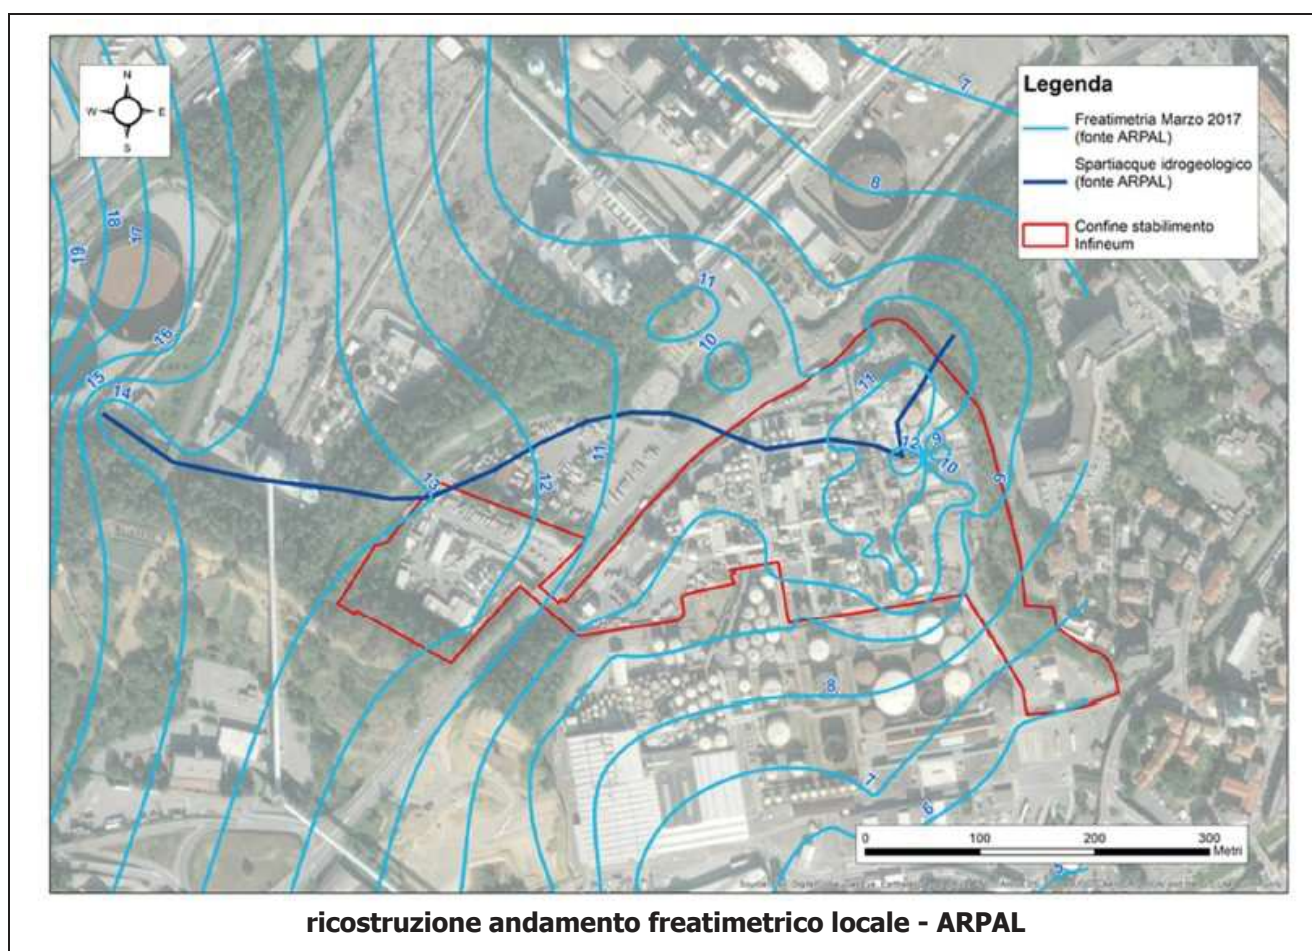 N
W E
S
Legenda
Freatimetria Marzo 2017
(fonte ARPAL)
Spartiacque idrogeologico
(fonte ARPAL)
Confine stabilimento
Infineum
7
8
19
18
17
16
15
14
13
12
11
11
10
11
12
9
10
9
8
7
6
5
0 100 200 300
Metri
ricostruzione andamento freatimetrico locale - ARPAL